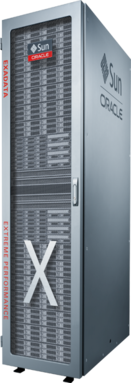 Sun
ORACLE
Sun
ORACLE
EXADATA
EXTREME PERFORMANCE
X